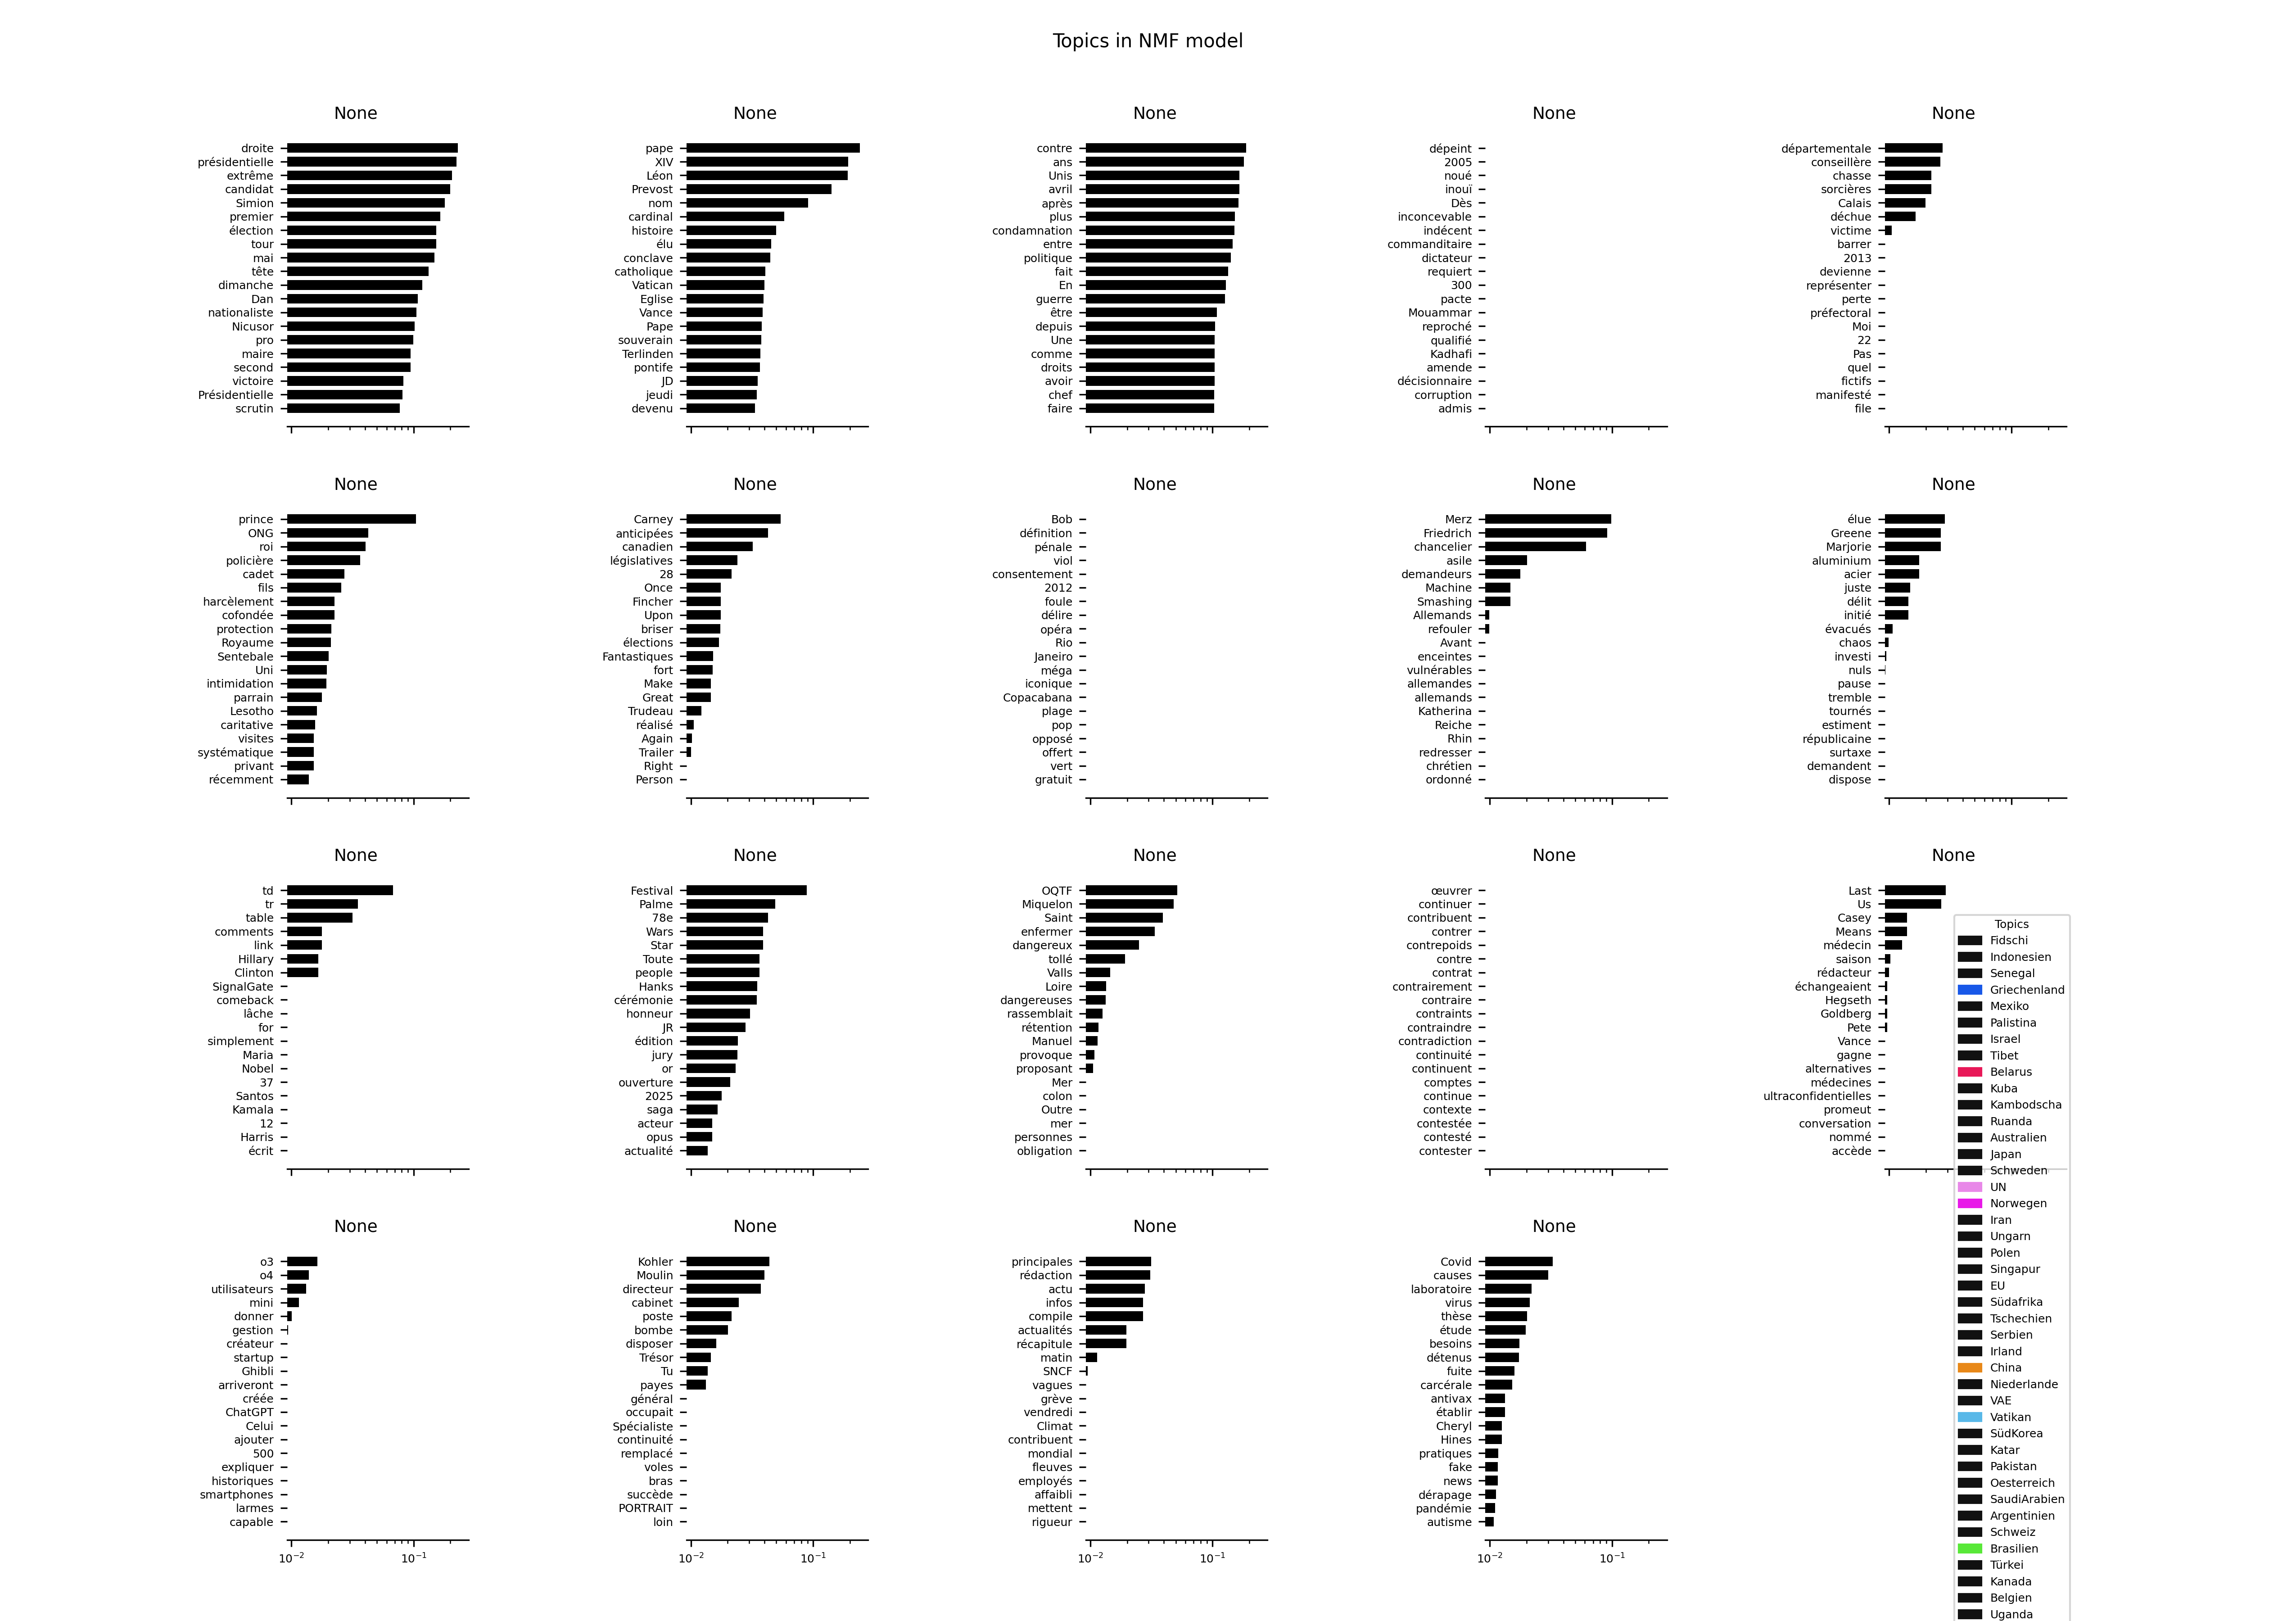 Topics in NMF model
None
droite
présidentielle
extrême
candidat
Simion
premier
élection
tour
mai
tête
dimanche
Dan
nationaliste
Nicusor
pro
maire
second
victoire
Présidentielle
scrutin
None
pape
XIV
Léon
Prevost
nom
cardinal
histoire
élu
conclave
catholique
Vatican
Eglise
Vance
Pape
souverain
Terlinden
pontife
JD
jeudi
devenu
None
contre
ans
Unis
avril
après
plus
condamnation
entre
politique
fait
En
guerre
être
depuis
Une
comme
droits
avoir
chef
faire
None
dépeint
2005
noué
inouï
Dès
inconcevable
indécent
commanditaire
dictateur
requiert
300
pacte
Mouammar
reproché
qualifié
Kadhafi
amende
décisionnaire
corruption
admis
None
départementale
conseillère
chasse
sorcières
Calais
déchue
victime
barrer
2013
devienne
représenter
perte
préfectoral
Moi
22
Pas
quel
fictifs
manifesté
file
None
prince
ONG
roi
policière
cadet
fils
harcèlement
cofondée
protection
Royaume
Sentebale
Uni
intimidation
parrain
Lesotho
caritative
visites
systématique
privant
récemment
None
Carney
anticipées
canadien
législatives
28
Once
Fincher
Upon
briser
élections
Fantastiques
fort
Make
Great
Trudeau
réalisé
Again
Trailer
Right
Person
None
Bob
définition
pénale
viol
consentement
2012
foule
délire
opéra
Rio
Janeiro
méga
iconique
Copacabana
plage
pop
opposé
offert
vert
gratuit
None
Merz
Friedrich
chancelier
asile
demandeurs
Machine
Smashing
Allemands
refouler
Avant
enceintes
vulnérables
allemandes
allemands
Katherina
Reiche
Rhin
redresser
chrétien
ordonné
None
élue
Greene
Marjorie
aluminium
acier
juste
délit
initié
évacués
chaos
investi
nuls
pause
tremble
tournés
estiment
républicaine
surtaxe
demandent
dispose
None
td
tr
table
comments
link
Hillary
Clinton
SignalGate
comeback
lâche
for
simplement
Maria
Nobel
37
Santos
Kamala
12
Harris
écrit
None
Festival
Palme
78e
Wars
Star
Toute
people
Hanks
cérémonie
honneur
JR
édition
jury
or
ouverture
2025
saga
acteur
opus
actualité
None
OQTF
Miquelon
Saint
enfermer
dangereux
tollé
Valls
Loire
dangereuses
rassemblait
rétention
Manuel
provoque
proposant
Mer
colon
Outre
mer
personnes
obligation
None
œuvrer
continuer
contribuent
contrer
contrepoids
contre
contrat
contrairement
contraire
contraints
contraindre
contradiction
continuité
continuent
comptes
continue
contexte
contestée
contesté
contester
None
Last
Us
Casey
Means
médecin
saison
rédacteur
échangeaient
Hegseth
Goldberg
Pete
Vance
gagne
alternatives
médecines
ultraconfidentielles
promeut
conversation
nommé
accède
None
o3
o4
utilisateurs
mini
donner
gestion
créateur
startup
Ghibli
arriveront
créée
ChatGPT
Celui
ajouter
500
expliquer
historiques
smartphones
larmes
capable
10⁻² 10⁻¹
None
Kohler
Moulin
directeur
cabinet
poste
bombe
disposer
Trésor
Tu
payes
général
occupait
Spécialiste
continuité
remplacé
voles
bras
succède
PORTRAIT
loin
10⁻² 10⁻¹
None
principales
rédaction
actu
infos
compile
actualités
récapitule
matin
SNCF
vagues
grève
vendredi
Climat
contribuent
mondial
fleuves
employés
affaibli
mettent
rigueur
10⁻² 10⁻¹
None
Covid
causes
laboratoire
virus
thèse
étude
besoins
détenus
fuite
carcérale
antivax
établir
Cheryl
Hines
pratiques
fake
news
dérapage
pandémie
autisme
10⁻² 10⁻¹
Topics
Fidschi
Indonesien
Senegal
Griechenland
Mexiko
Palistina
Israel
Tibet
Belarus
Kuba
Kambodscha
Ruanda
Australien
Japan
Schweden
UN
Norwegen
Iran
Ungarn
Polen
Singapur
EU
Südafrika
Tschechien
Serbien
Irland
China
Niederlande
VAE
Vatikan
SüdKorea
Katar
Pakistan
Oesterreich
SaudiArabien
Argentinien
Schweiz
Brasilien
Türkei
Kanada
Belgien
Uganda